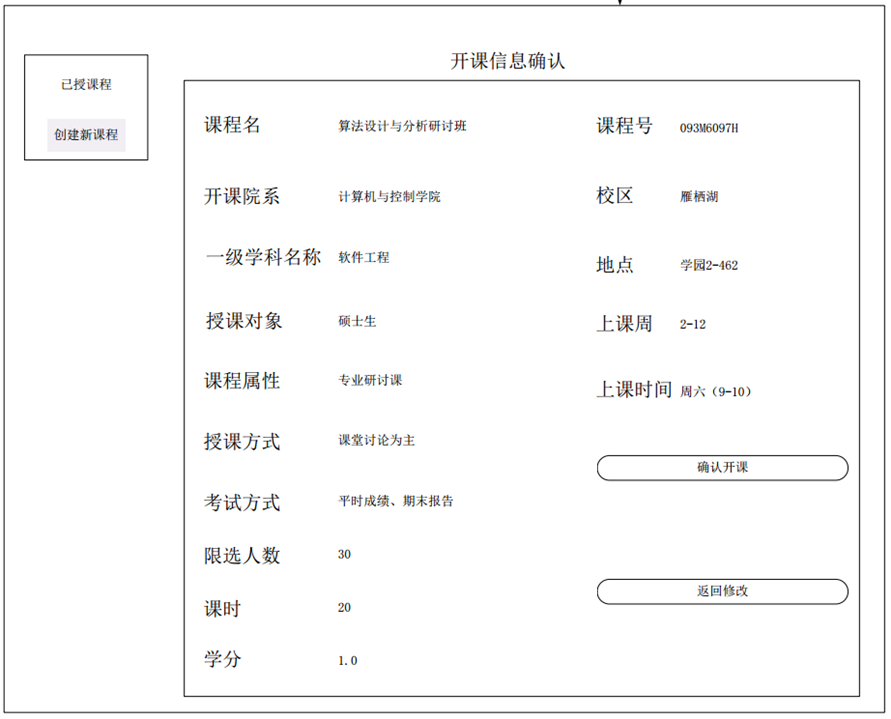 开课信息确认
已授课程
创建新课程
课程名 算法设计与分析研讨班 课程号 093M6097H
开课院系 计算机与控制学院 校区 雁栖湖
一级学科名称 软件工程 地点 学园2-462
授课对象 硕士生 上课周 2-12
课程属性 专业研讨课 上课时间 周六（9-10）
授课方式 课堂讨论为主
确认开课
考试方式 平时成绩、期末报告
限选人数 30
返回修改
课时 20
学分 1.0